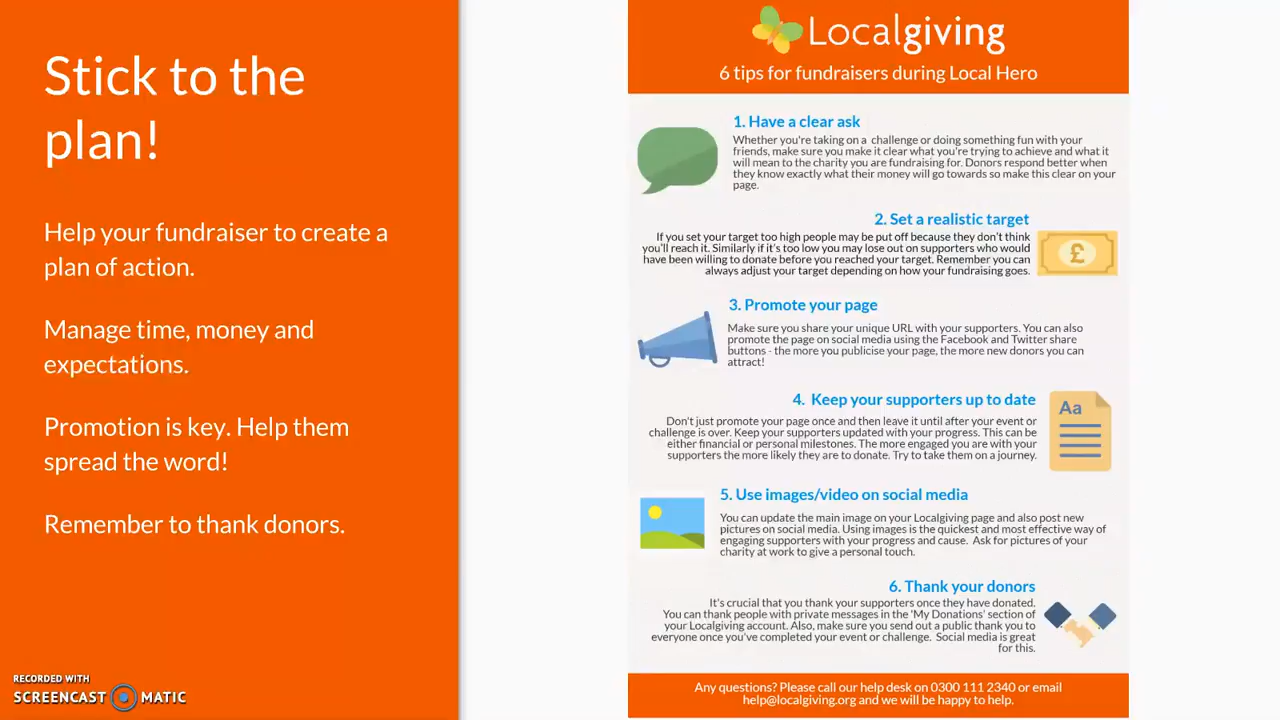 Stick to the
plan!
Help your fundraiser to create a
plan of action.
Manage time, money and
expectations.
Promotion is key. Help them
spread the word!
Remember to thank donors.
RECORDED WITH
SCREENCAST MATIC
Localgiving
6 tips for fundraisers during Local Hero
1. Have a clear ask
Whether you're taking on a challenge or doing something fun with your
friends, make sure you make it clear what you're trying to achieve and what it
will mean to the charity you are fundraising for. Donors respond better when
they know exactly what their money will go towards so make this clear on your
page.
2. Set a realistic target
If you set your target too high people may be put off because they don't think
you'll reach it. Similarly if it's too low you may lose out on supporters who would
have been willing to donate before you reached your target. Remember you can
always adjust your target depending on how your fundraising goes.
£
3. Promote your page
Make sure you share your unique URL with your supporters. You can also
promote the page on social media using the Facebook and Twitter share
buttons - the more you publicise your page, the more new donors you can
attract!
4. Keep your supporters up to date
Don't just promote your page once and then leave it until after your event or
challenge is over. Keep your supporters updated with your progress. This can be
either financial or personal milestones. The more engaged you are with your
supporters the more likely they are to donate. Try to take them on a journey.
Aa
5. Use images/video on social media
You can update the main image on your Localgiving page and also post new
pictures on social media. Using images is the quickest and most effective way of
engaging supporters with your progress and cause. Ask for pictures of your
charity at work to give a personal touch.
6. Thank your donors
It's crucial that you thank your supporters once they have donated.
You can thank people with private messages in the 'My Donations' section of
your Localgiving account. Also, make sure you send out a public thank you to
everyone once you've completed your event or challenge. Social media is great
for this.
Any questions? Please call our help desk on 0300 111 2340 or email
help@localgiving.org and we will be happy to help.